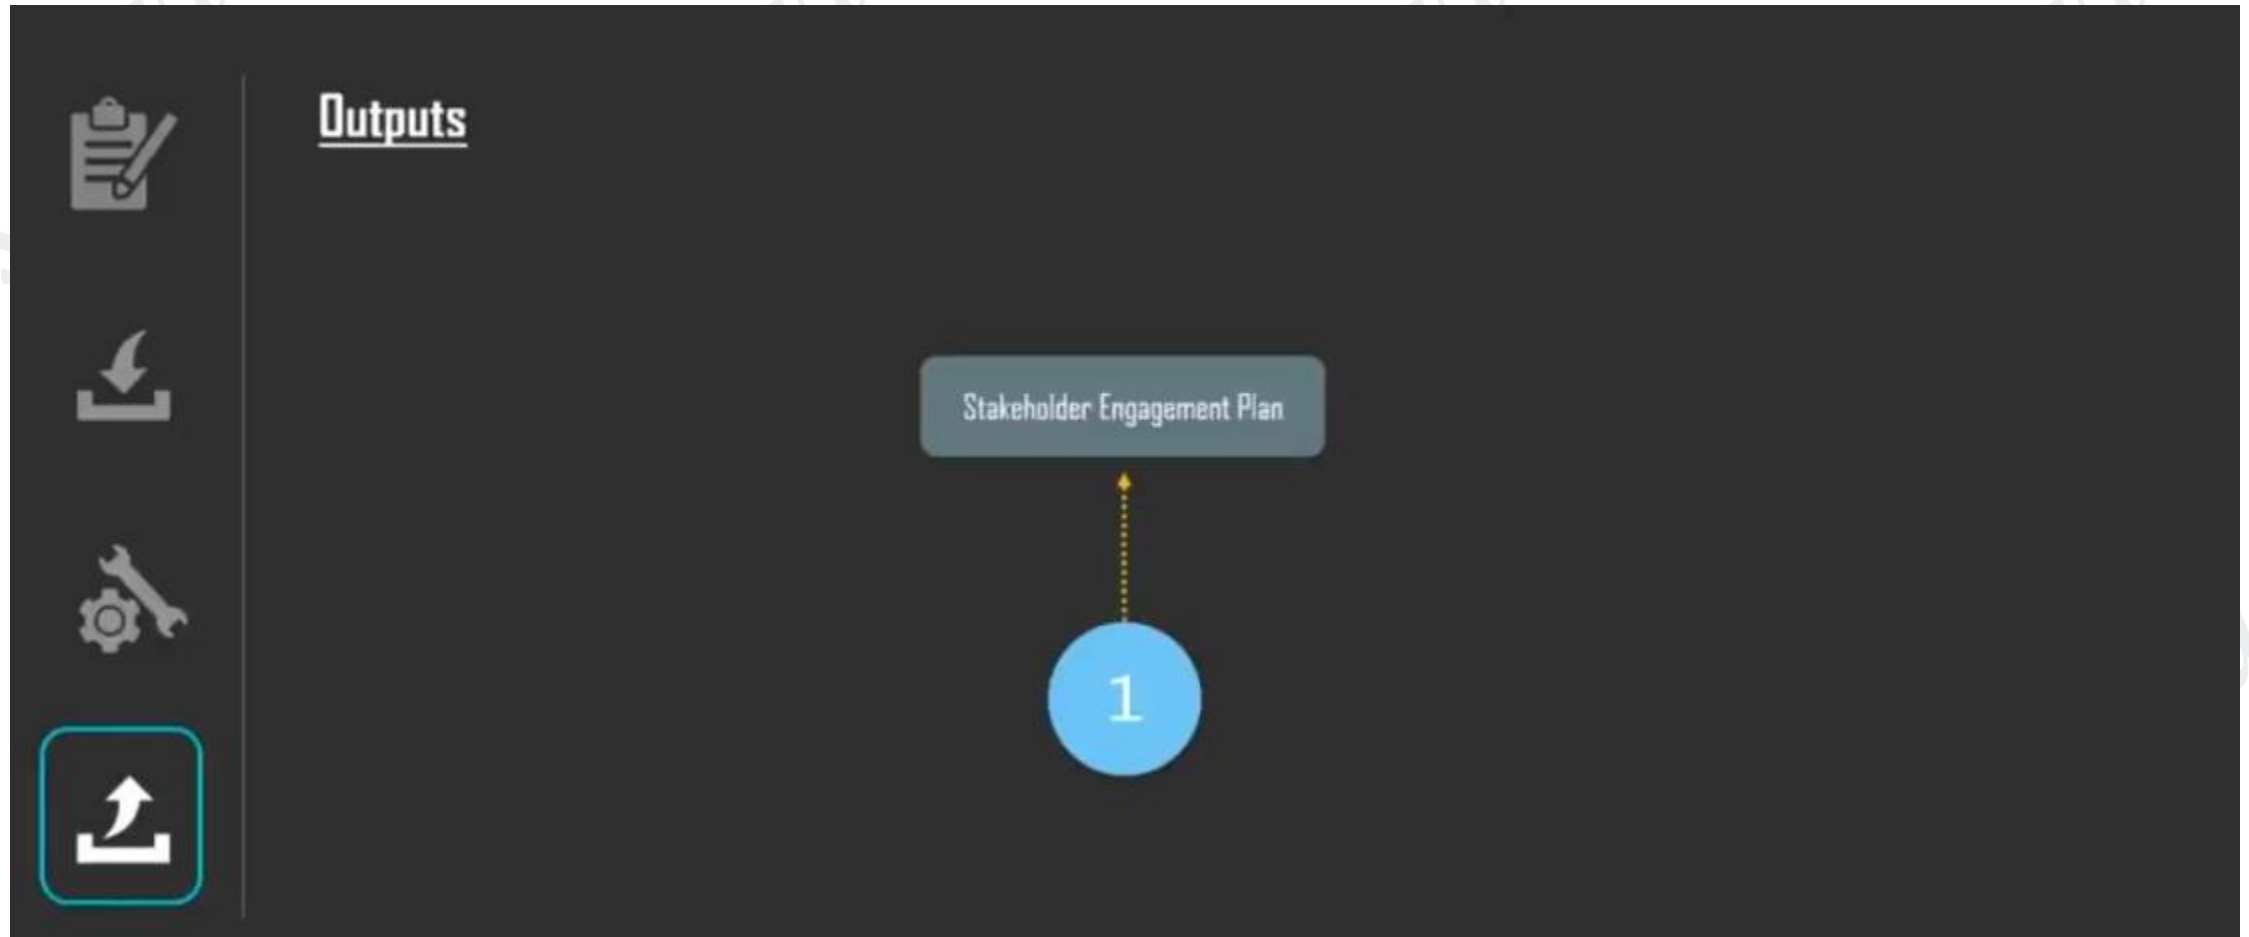 Outputs
Stakeholder Engagement Plan
1